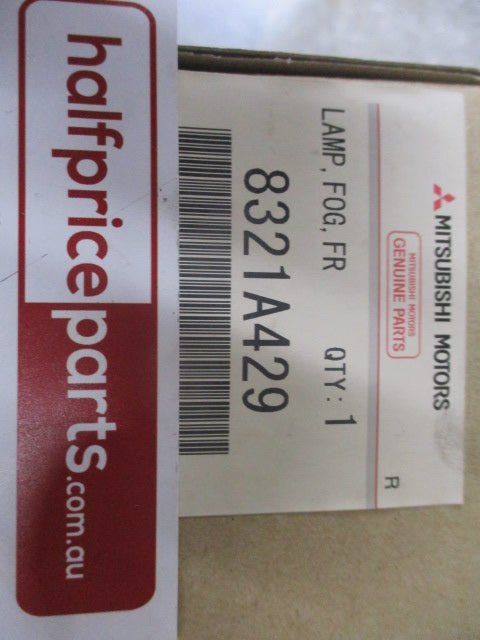 MITSUBISHI MOTORS
MITSUBISHI MOTORS
GENUINE PARTS
R
LAMP, FOG, FR QTY: 1
8321A429
halfpriceparts.com.au